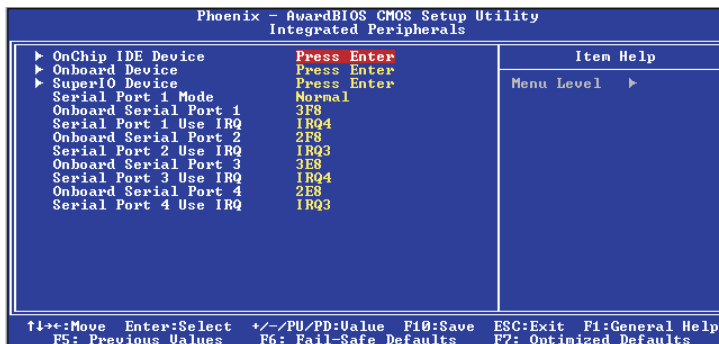 Phoenix - AwardBIOS CMOS Setup Utility
Integrated Peripherals
▶ OnChip IDE Device Press Enter
▶ Onboard Device Press Enter
▶ SuperIO Device Press Enter
Serial Port 1 Mode Normal
Onboard Serial Port 1 3F8
Serial Port 1 Use IRQ IRQ4
Onboard Serial Port 2 2F8
Serial Port 2 Use IRQ IRQ3
Onboard Serial Port 3 3E8
Serial Port 3 Use IRQ IRQ4
Onboard Serial Port 4 2E8
Serial Port 4 Use IRQ IRQ3
Item Help
Menu Level ▶
↑↓→←:Move Enter:Select +/-/PU/PD:Value F10:Save ESC:Exit F1:General Help
F5: Previous Values F6: Fail-Safe Defaults F7: Optimized Defaults